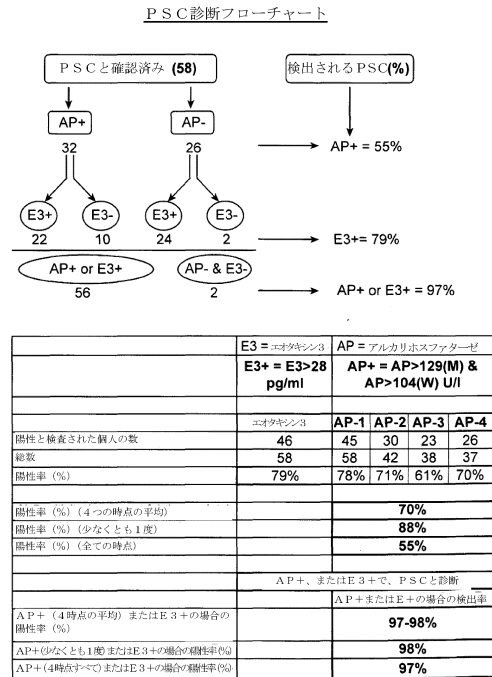 ＰＳＣ診断フローチャート
ＰＳＣと確認済み (58)
検出されるPSC(%)
AP+
AP-
32
26
AP+ = 55%
E3+
E3-
E3+
E3-
22
10
24
2
E3+= 79%
AP+ or E3+
AP- & E3-
56
2
AP+ or E3+ = 97%
E3 = エオタキシン3
AP = アルカリホスファターゼ
E3+ = E3>28 pg/ml
AP+ = AP>129(M) & AP>104(W) U/l
エオタキシン3 AP-1 AP-2 AP-3 AP-4
陽性と検査された個人の数 46 45 30 23 26
総数 58 58 42 38 37
陽性率（%） 79% 78% 71% 61% 70%
陽性率（%）（４つの時点の平均） 70%
陽性率（%）（少なくとも１度） 88%
陽性率（%）（全ての時点） 55%
ＡＰ＋、またはＥ３＋で、ＰＳＣと診断
ＡＰ＋またはＥ＋の場合の検出率
ＡＰ＋（４時点の平均）またはＥ３＋の場合の
陽性率（%） 97-98%
AP+(少なくとも１度)またはＥ３＋の場合の陽性率(%) 98%
AP+(4時点すべて)またはＥ３＋の場合の陽性率(%) 97%